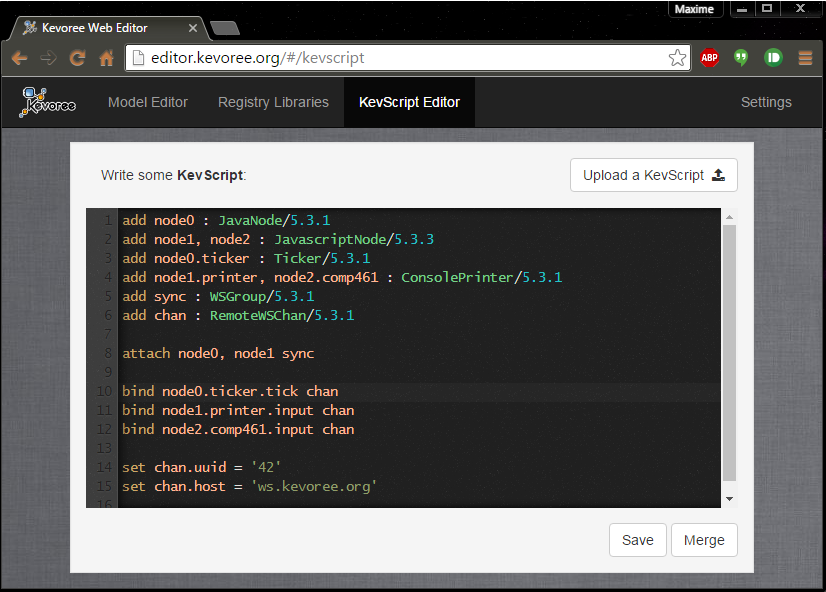 Maxime
Kevoree Web Editor
editor.kevoree.org/#/kevscript
ABP
Kevoree
Model Editor
Registry Libraries
KevScript Editor
Settings
Write some KevScript:
Upload a KevScript
1 add node0 : JavaNode/5.3.1
2 add node1, node2 : JavascriptNode/5.3.3
3 add node0.ticker : Ticker/5.3.1
4 add node1.printer, node2.comp461 : ConsolePrinter/5.3.1
5 add sync : WSGroup/5.3.1
6 add chan : RemoteWSChan/5.3.1
7
8 attach node0, node1 sync
9
10 bind node0.ticker.tick chan
11 bind node1.printer.input chan
12 bind node2.comp461.input chan
13
14 set chan.uuid = '42'
15 set chan.host = 'ws.kevoree.org'
16
Save
Merge